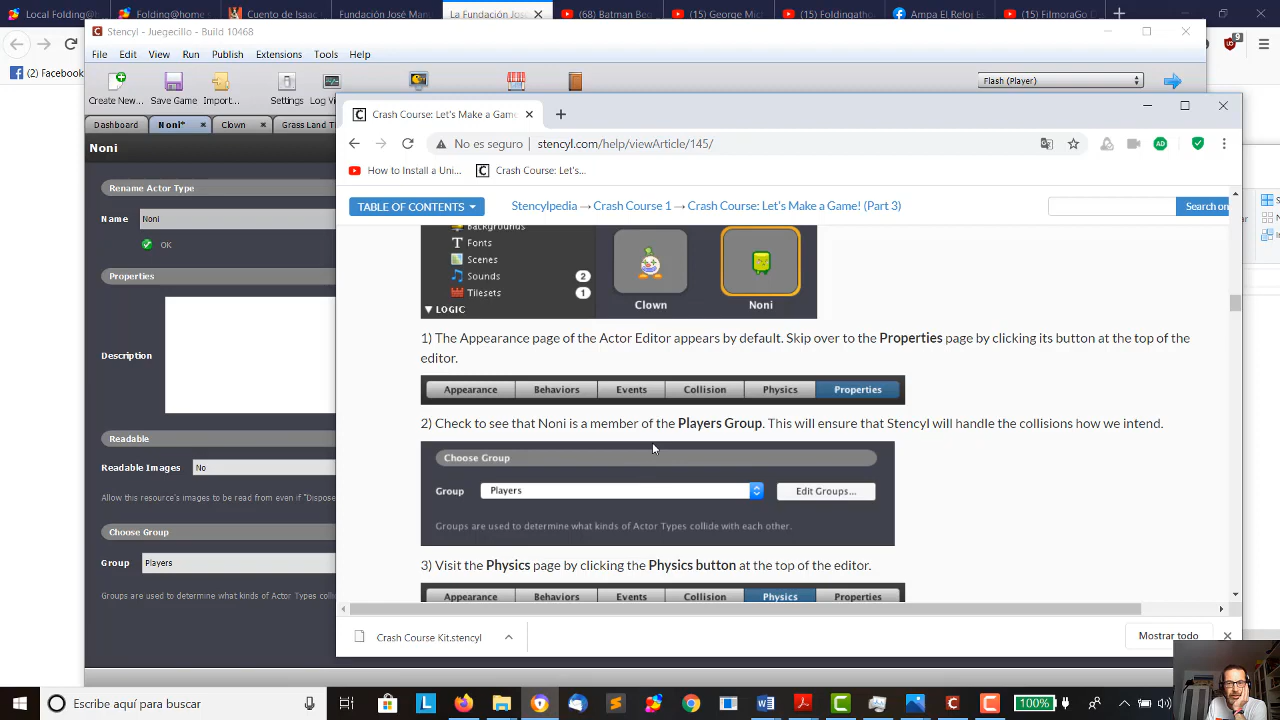 Local Folding@
Folding@home
Cuento de Isaac
Fundación José Mar
La Fundación Jos
(68) Batman Be
(15) George Mic
(15) Foldingatho
Ampa El Reloj E
(15) FilmoraGo C
Stencyl - Juegecillo - Build 10468
File Edit View Run Publish Extensions Tools Help
(2) Facebook
9
Create New...
Save Game
Import...
Settings
Log Vi
Flash (Player)
Dashboard
Noni*
Clown
Grass Land T
Noni
Rename Actor Type
Name Noni
OK
Properties
Description
Readable
Readable Images No
Allow this resource's images to be read from even if "Dispose
Choose Group
Group Players
Groups are used to determine what kinds of Actor Types colli
Crash Course: Let's Make a Game
No es seguro stencyl.com/help/viewArticle/145/
How to Install a Uni...
Crash Course: Let's...
TABLE OF CONTENTS
Stencylpedia → Crash Course 1 → Crash Course: Let's Make a Game! (Part 3)
Search on
Backgrounds
Fonts
Scenes
Sounds 2
Tilesets 1
LOGIC
Clown
Noni
1) The Appearance page of the Actor Editor appears by default. Skip over to the Properties page by clicking its button at the top of the
editor.
Appearance Behaviors Events Collision Physics Properties
2) Check to see that Noni is a member of the Players Group. This will ensure that Stencyl will handle the collisions how we intend.
Choose Group
Group Players Edit Groups...
Groups are used to determine what kinds of Actor Types collide with each other.
3) Visit the Physics page by clicking the Physics button at the top of the editor.
Appearance Behaviors Events Collision Physics Properties
Crash Course Kit.stencyl
Mostrar todo
Escribe aquí para buscar
100%